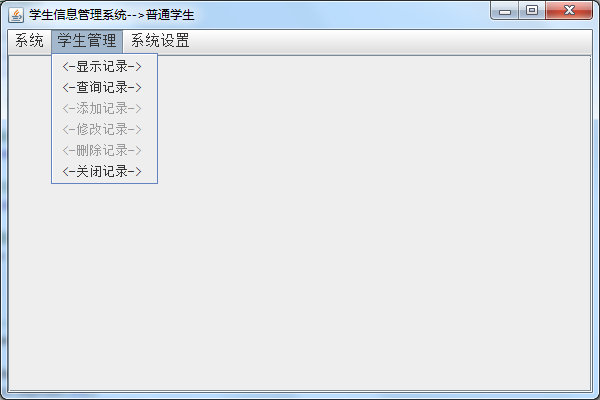 学生信息管理系统-->普通学生
系统 学生管理 系统设置
<-显示记录->
<-查询记录->
<-添加记录->
<-修改记录->
<-删除记录->
<-关闭记录->